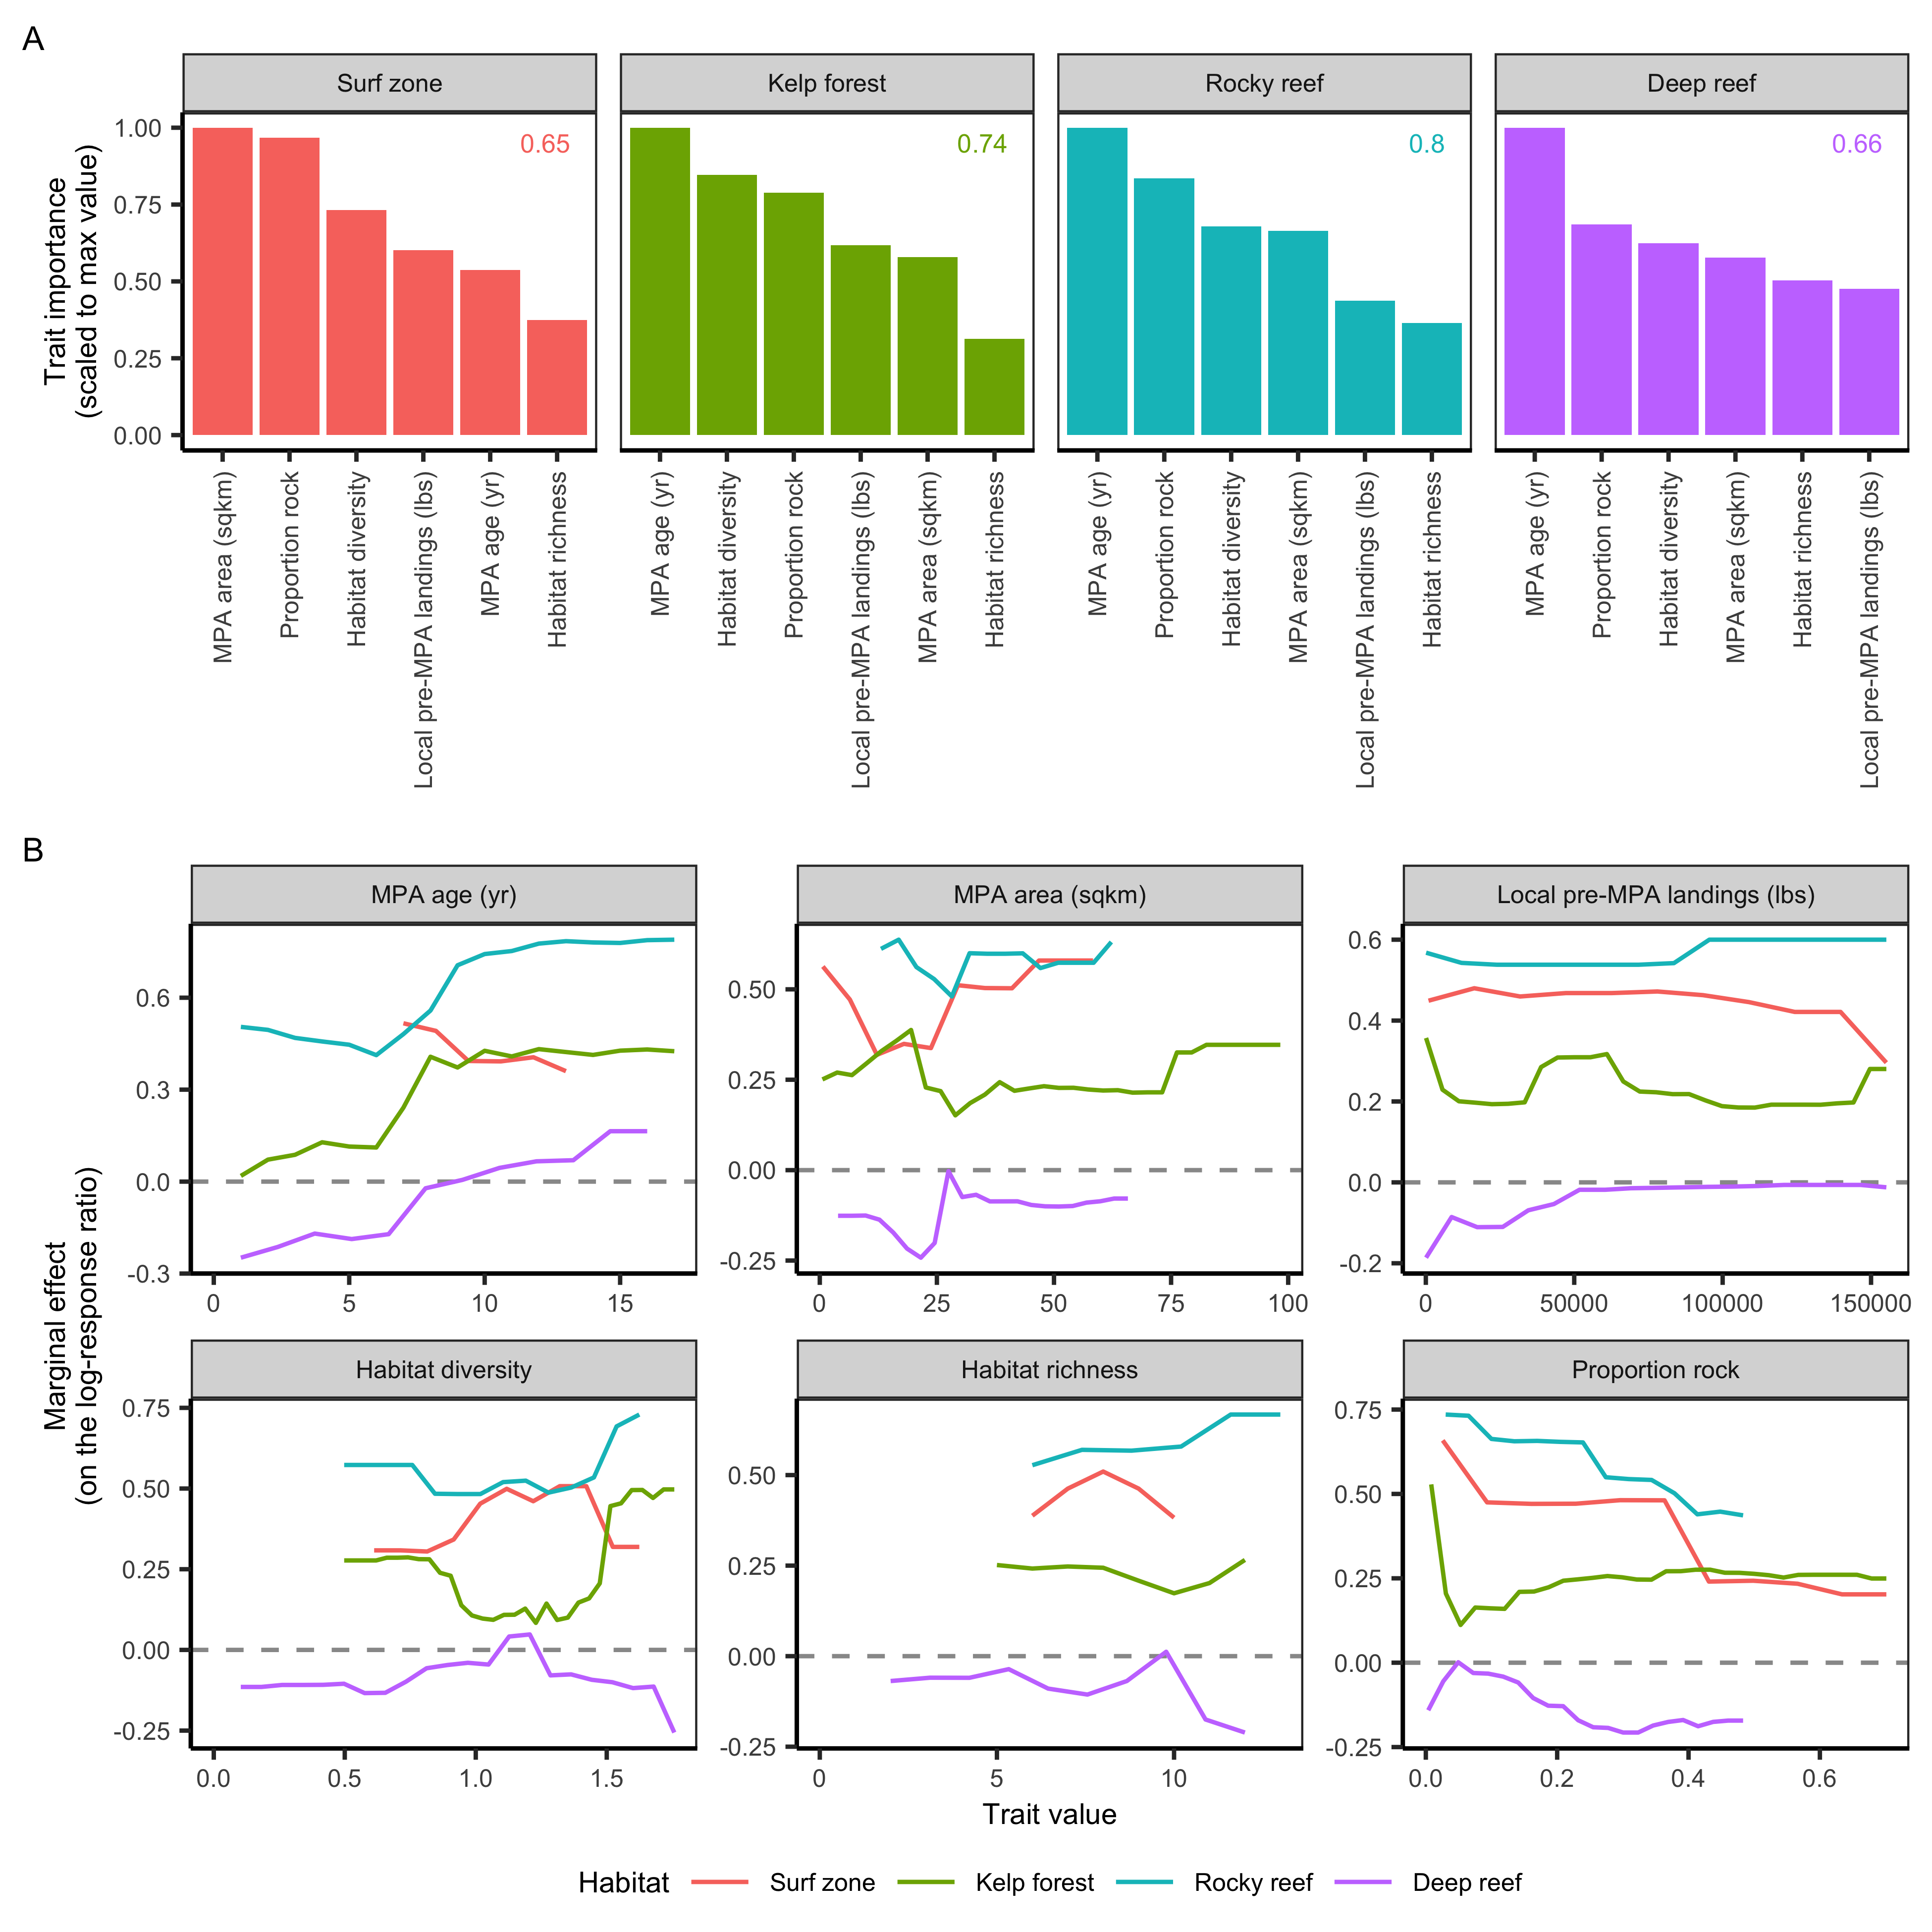 A
Surf zone
Kelp forest
Rocky reef
Deep reef
Trait importance
(scaled to max value)
1.00
0.75
0.50
0.25
0.00
0.65
0.74
0.8
0.66
MPA area (sqkm)
Proportion rock
Habitat diversity
Local pre-MPA landings (lbs)
MPA age (yr)
Habitat richness
MPA age (yr)
Habitat diversity
Proportion rock
Local pre-MPA landings (lbs)
MPA area (sqkm)
Habitat richness
MPA age (yr)
Proportion rock
Habitat diversity
MPA area (sqkm)
Local pre-MPA landings (lbs)
Habitat richness
MPA age (yr)
Proportion rock
Habitat diversity
MPA area (sqkm)
Habitat richness
Local pre-MPA landings (lbs)
B
Marginal effect
(on the log-response ratio)
MPA age (yr)
0.6
0.3
0.0
-0.3
0 5 10 15
MPA area (sqkm)
0.50
0.25
0.00
-0.25
0 25 50 75 100
Local pre-MPA landings (lbs)
0.6
0.4
0.2
0.0
-0.2
0 50000 100000 150000
Habitat diversity
0.75
0.50
0.25
0.00
-0.25
0.0 0.5 1.0 1.5
Habitat richness
0.50
0.25
0.00
-0.25
0 5 10
Proportion rock
0.75
0.50
0.25
0.00
-0.25
0.0 0.2 0.4 0.6
Trait value
Habitat Surf zone Kelp forest Rocky reef Deep reef